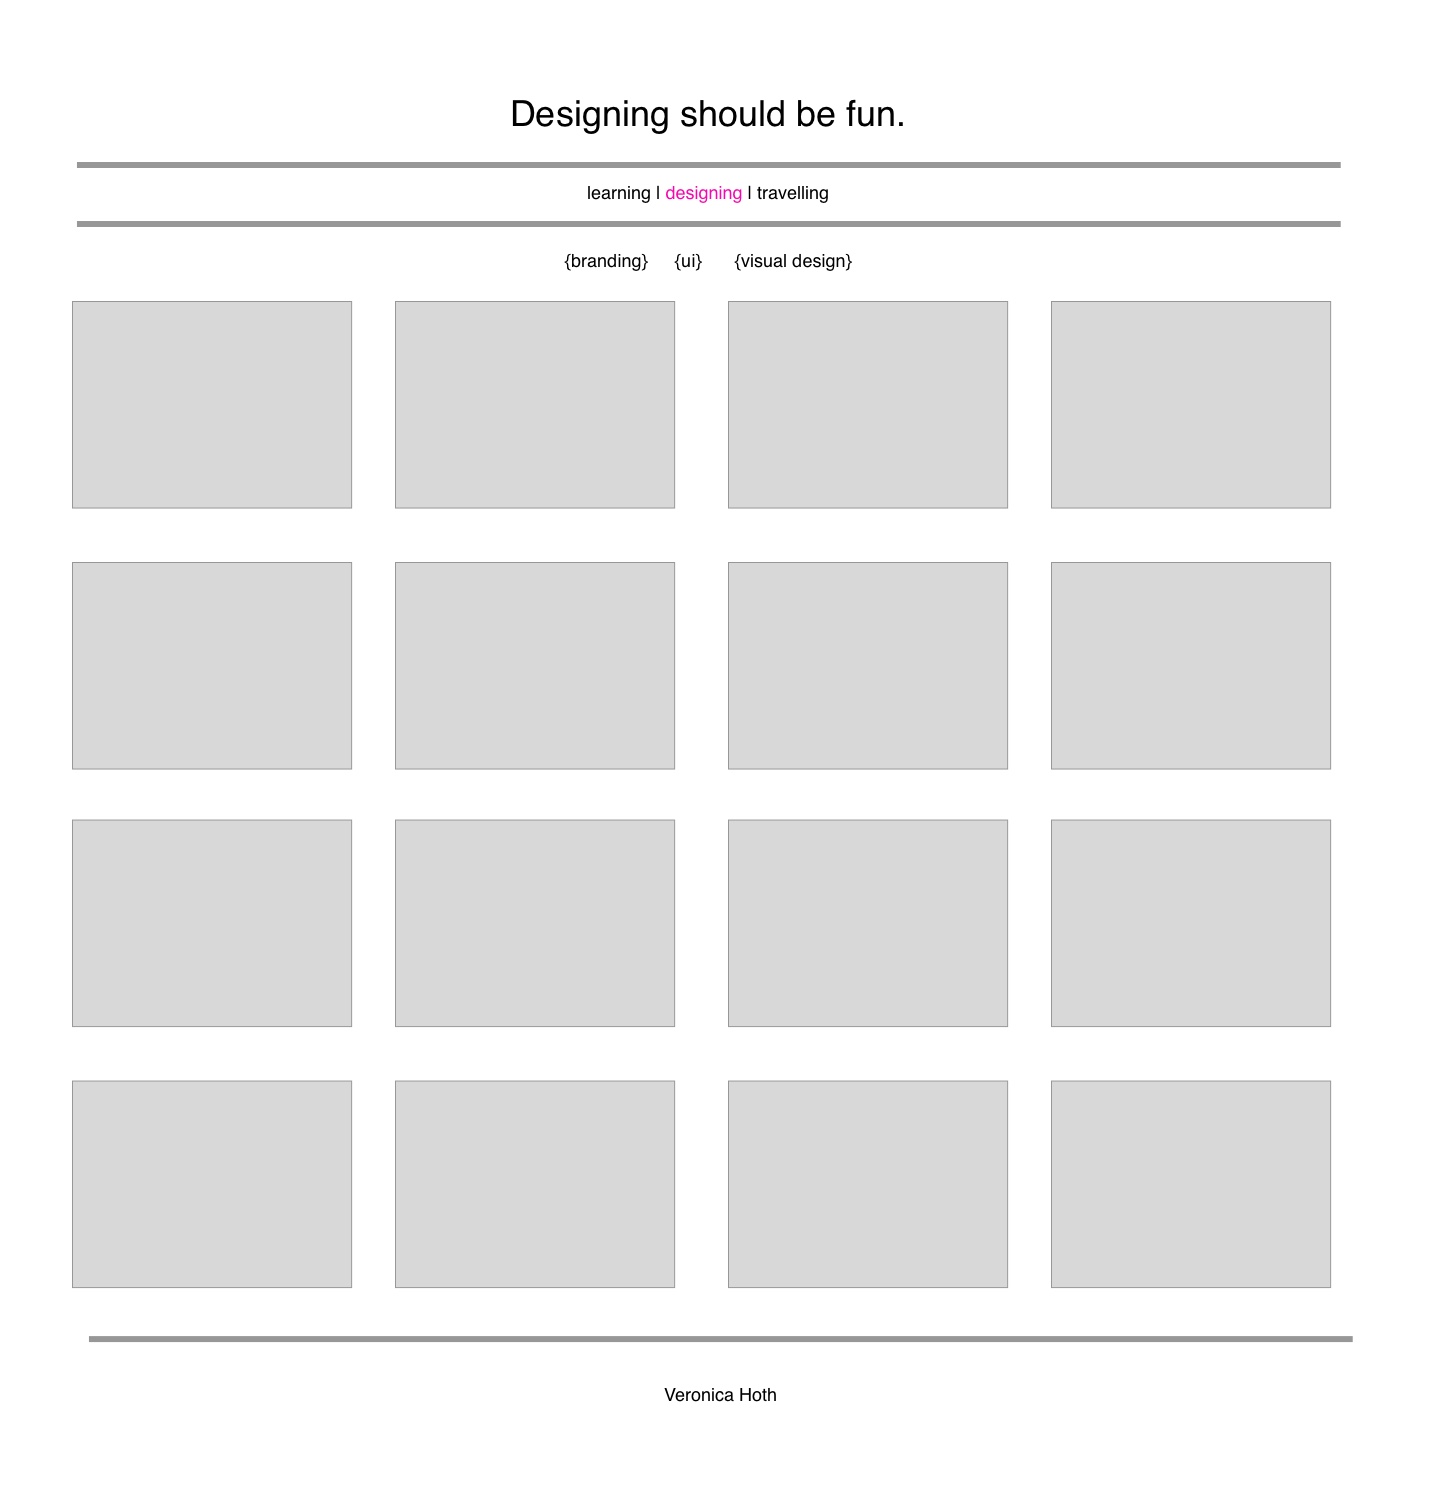 Designing should be fun.
learning | designing | travelling
{branding} {ui} {visual design}
Veronica Hoth